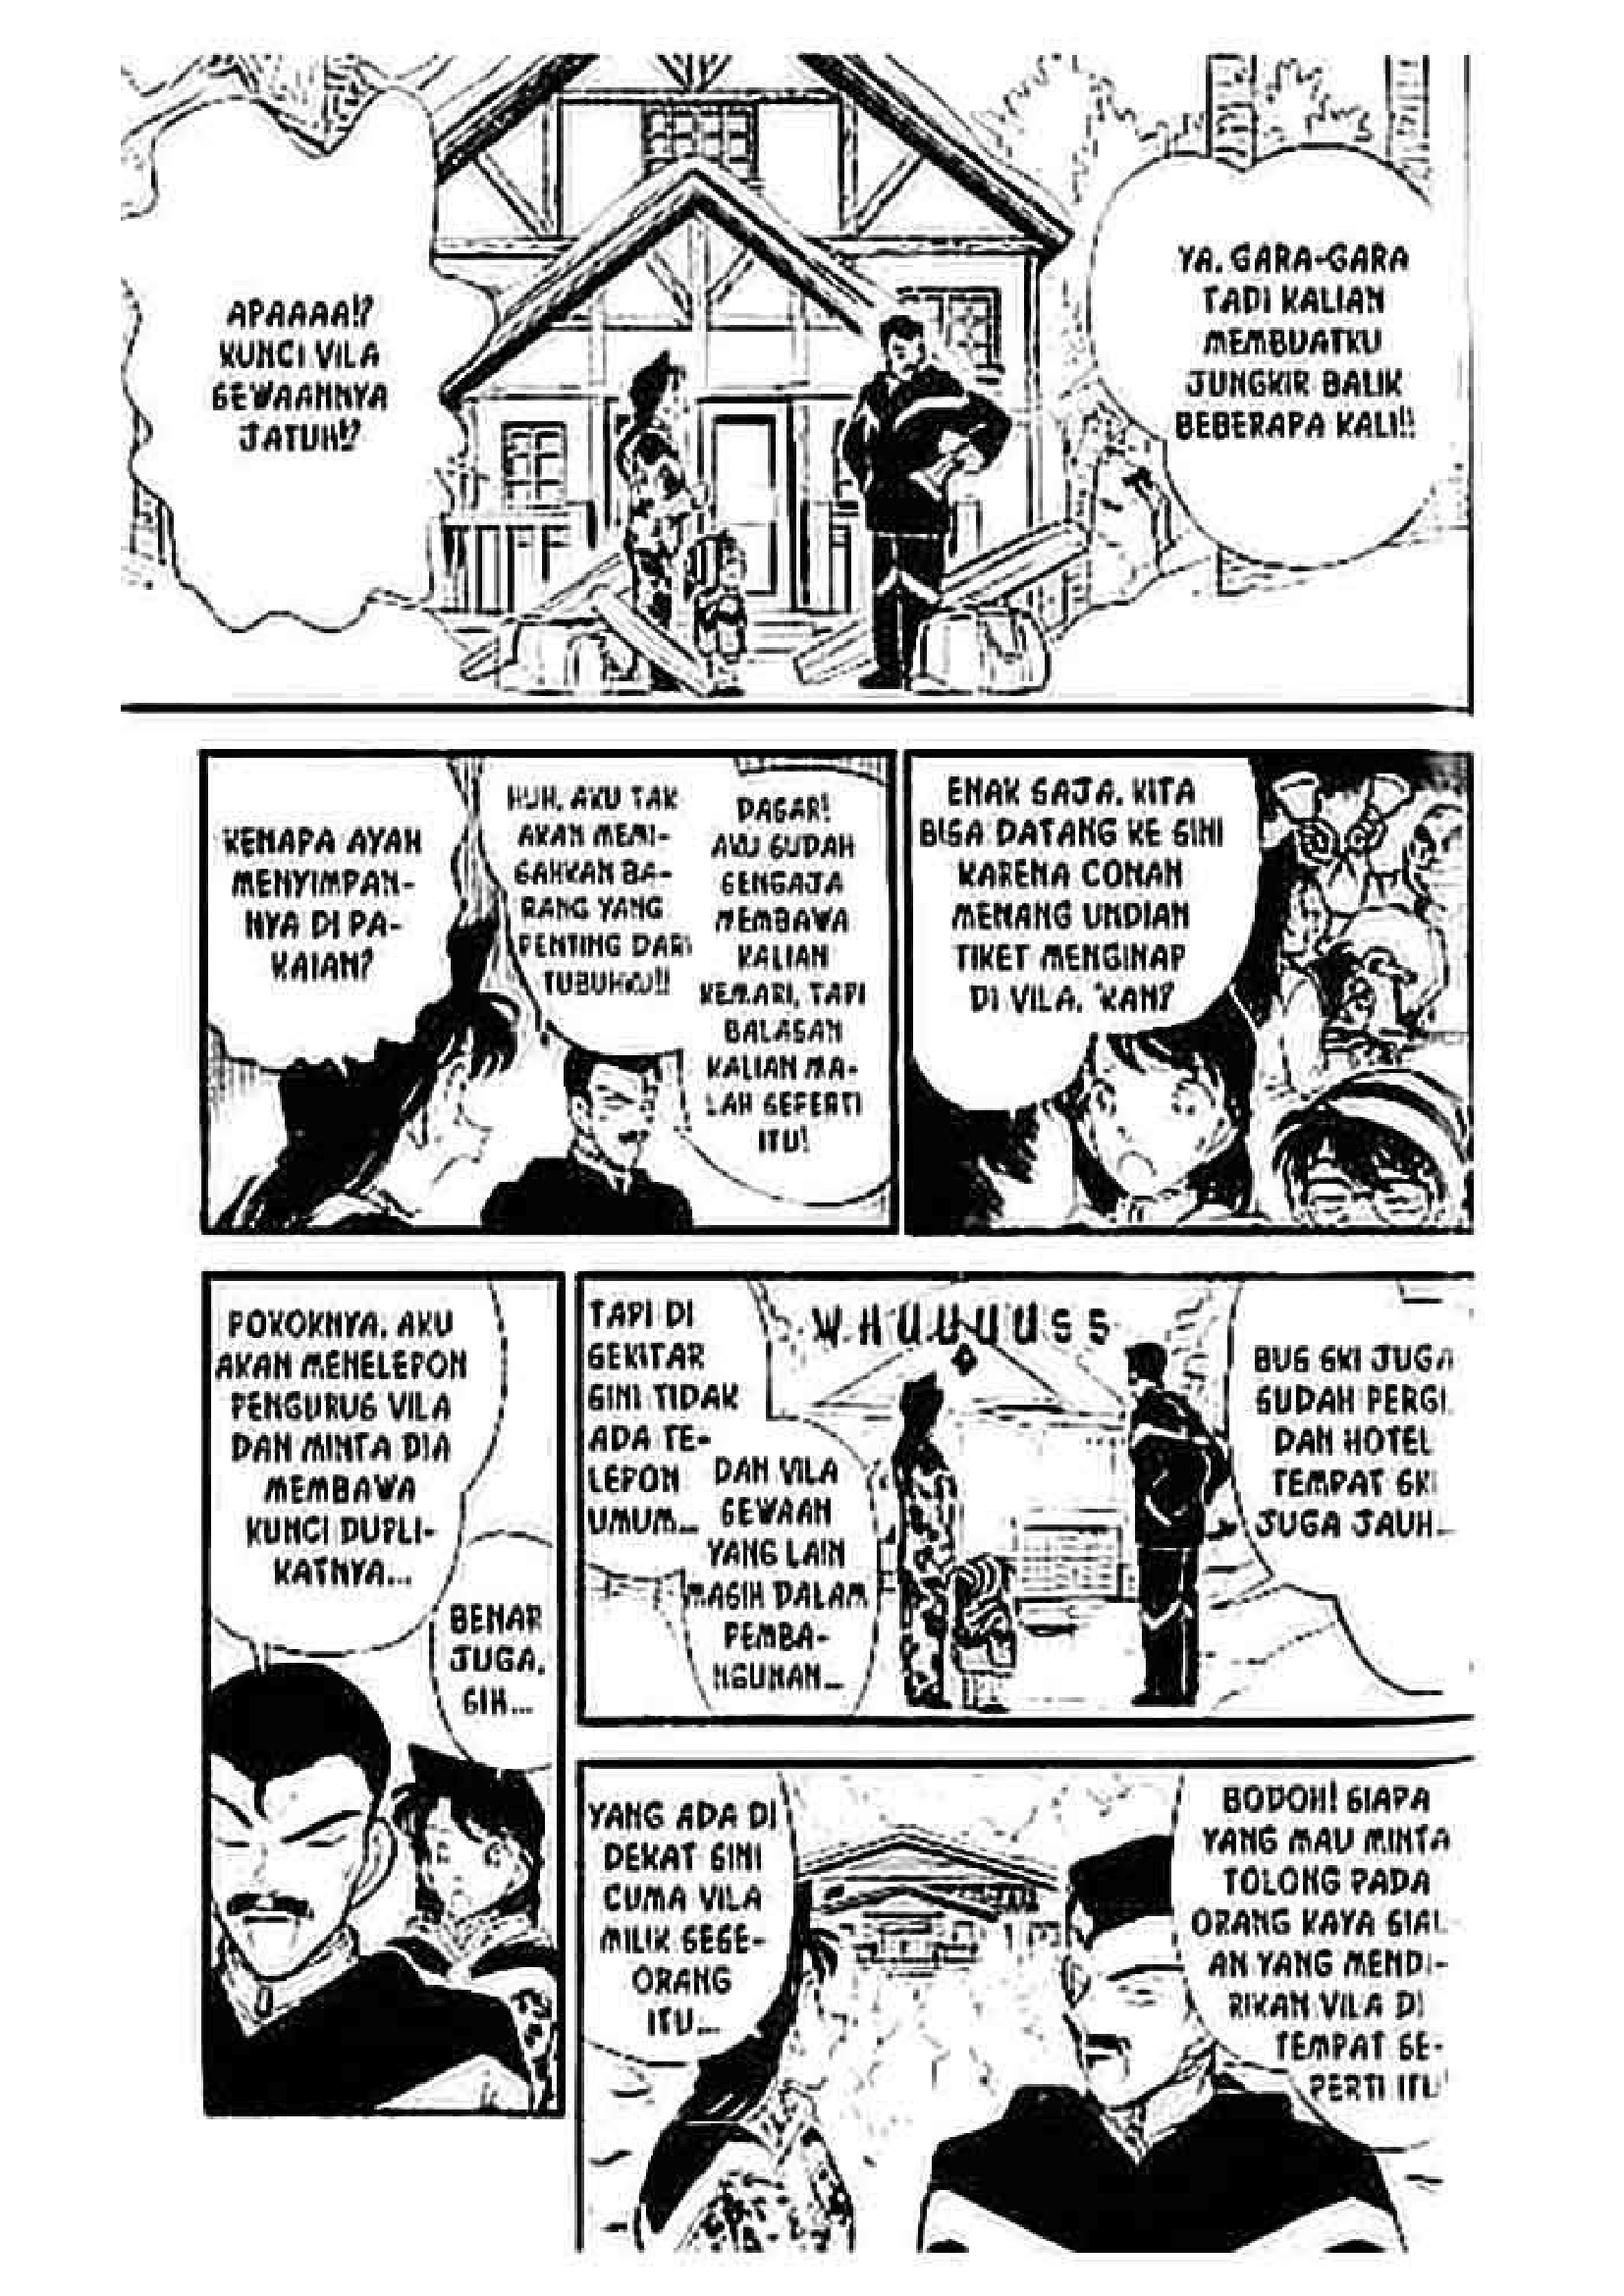 APAAAA!?
KUNCI VILA
SEWAANNYA
JATUH!?
YA. GARA-GARA
TADI KALIAN
MEMBUATKU
JUNGKIR BALIK
BEBERAPA KALI!!
KENAPA AYAH
MENYIMPAN-
NYA DI PA-
KAIAN?
HUH. AKU TAK
AKAN MEMI-
SAHKAN BA-
RANG YANG
PENTING DARI
TUBUHKU!!
DASAR!
AKU SUDAH
SENGAJA
MEMBAWA
KALIAN
KEMARI, TAPI
BALASAN
KALIAN MA-
LAH SEPERTI
ITU!
ENAK SAJA. KITA
BISA DATANG KE SINI
KARENA CONAN
MENANG UNDIAN
TIKET MENGINAP
DI VILA. 'KAN?
POKOKNYA. AKU
AKAN MENELEPON
PENGURUS VILA
DAN MINTA DIA
MEMBAWA
KUNCI DUPLI-
KATNYA...
BENAR
JUGA,
SIH...
TAPI DI
SEKITAR
SINI TIDAK
ADA TE-
LEPON
UMUM...
DAN VILA
SEWAAN
YANG LAIN
MASIH DALAM
PEMBA-
NGUNAN...
WHUUUUSS
BUS SKI JUGA
SUDAH PERGI
DAN HOTEL
TEMPAT SKI
JUGA JAUH...
YANG ADA DI
DEKAT SINI
CUMA VILA
MILIK SESE-
ORANG
ITU...
BODOH! SIAPA
YANG MAU MINTA
TOLONG PADA
ORANG KAYA SIAL-
AN YANG MENDI-
RIKAN VILA DI
TEMPAT SE-
PERTI ITU!